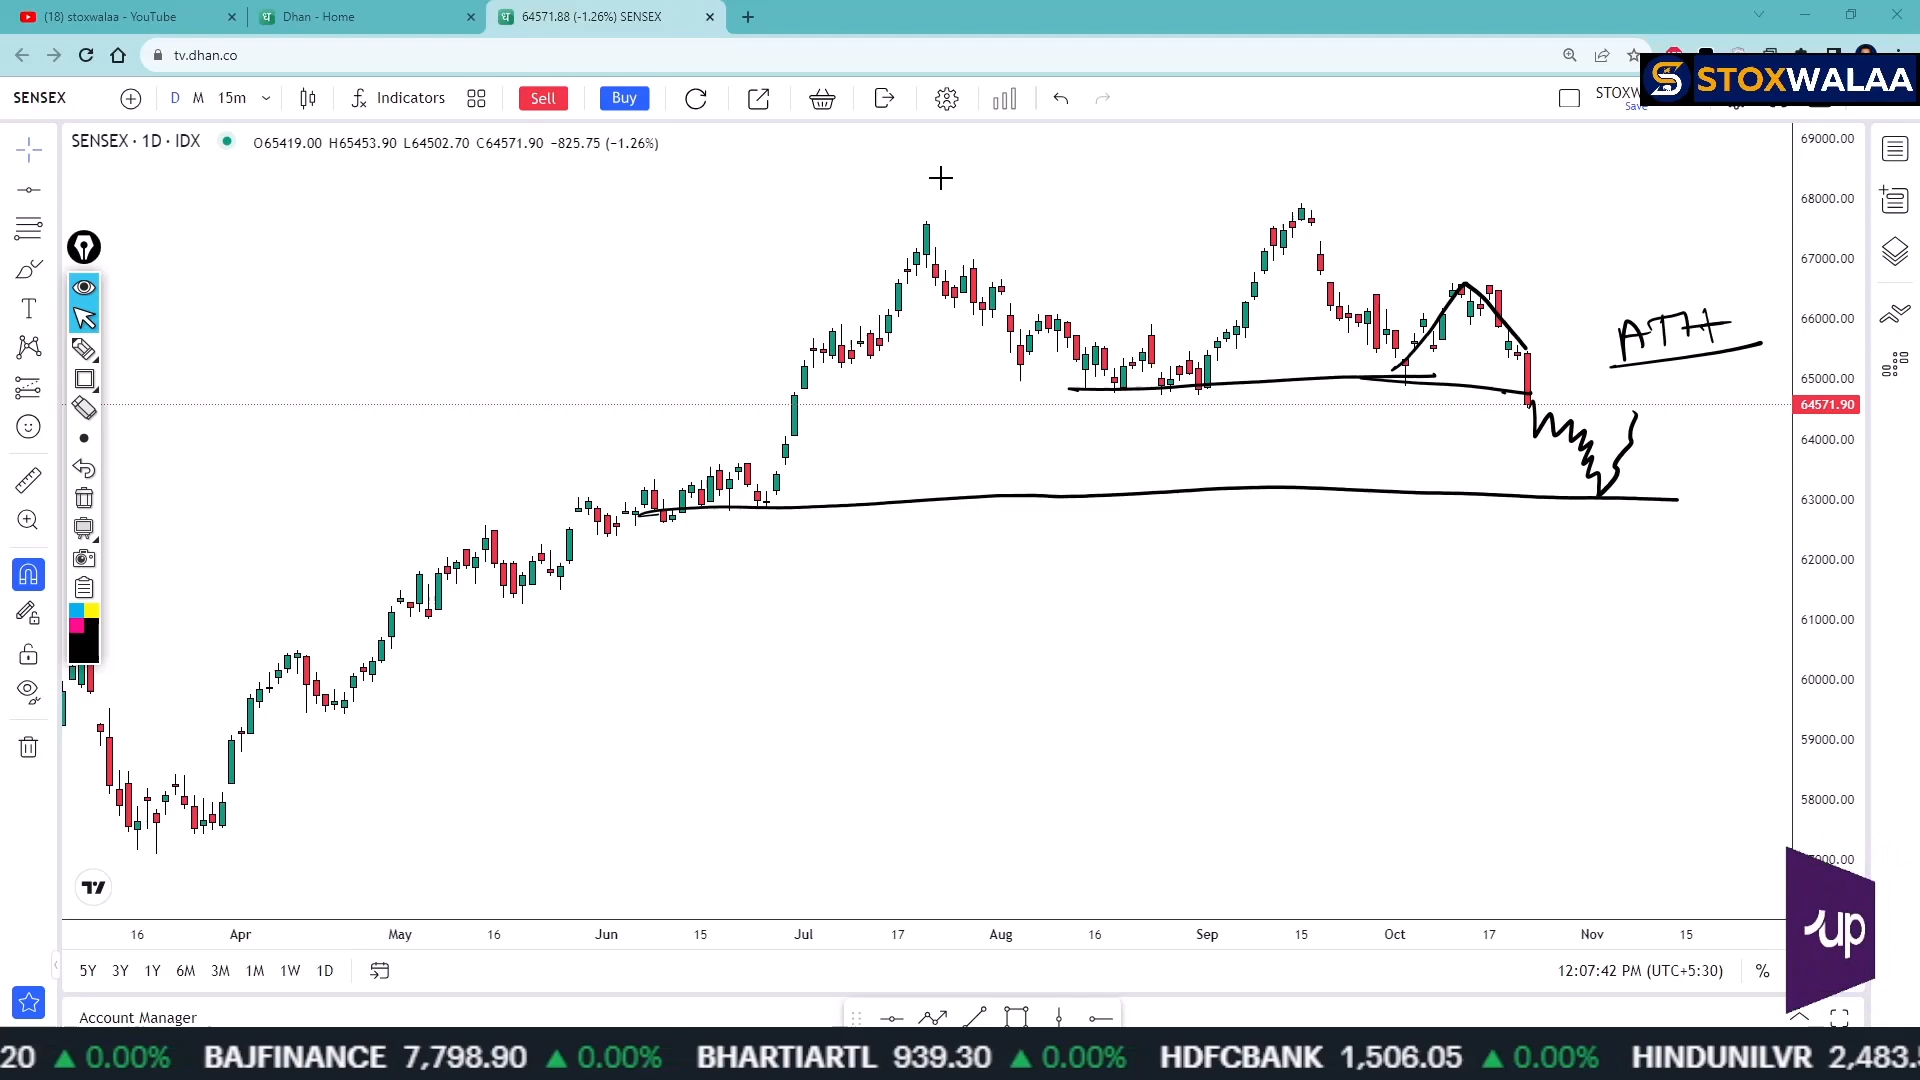 (18) stoxwalaa - YouTube
Dhan - Home
64571.88 (-1.26%) SENSEX
tv.dhan.co
STOXWALAA
SENSEX
D M 15m
Indicators
Sell
Buy
STOXW
Save
SENSEX · 1D · IDX
O65419.00 H65453.90 L64502.70 C64571.90 −825.75 (−1.26%)
69000.00
68000.00
67000.00
66000.00
65000.00
64571.90
64000.00
63000.00
62000.00
61000.00
60000.00
59000.00
58000.00
ATH
16 Apr May 16 Jun 15 Jul 17 Aug 16 Sep 15 Oct 17 Nov 15
5Y 3Y 1Y 6M 3M 1M 1W 1D
12:07:42 PM (UTC+5:30) %
up
Account Manager
20 ▲ 0.00% BAJFINANCE 7,798.90 ▲ 0.00% BHARTIARTL 939.30 ▲ 0.00% HDFCBANK 1,506.05 ▲ 0.00% HINDUNILVR 2,483.